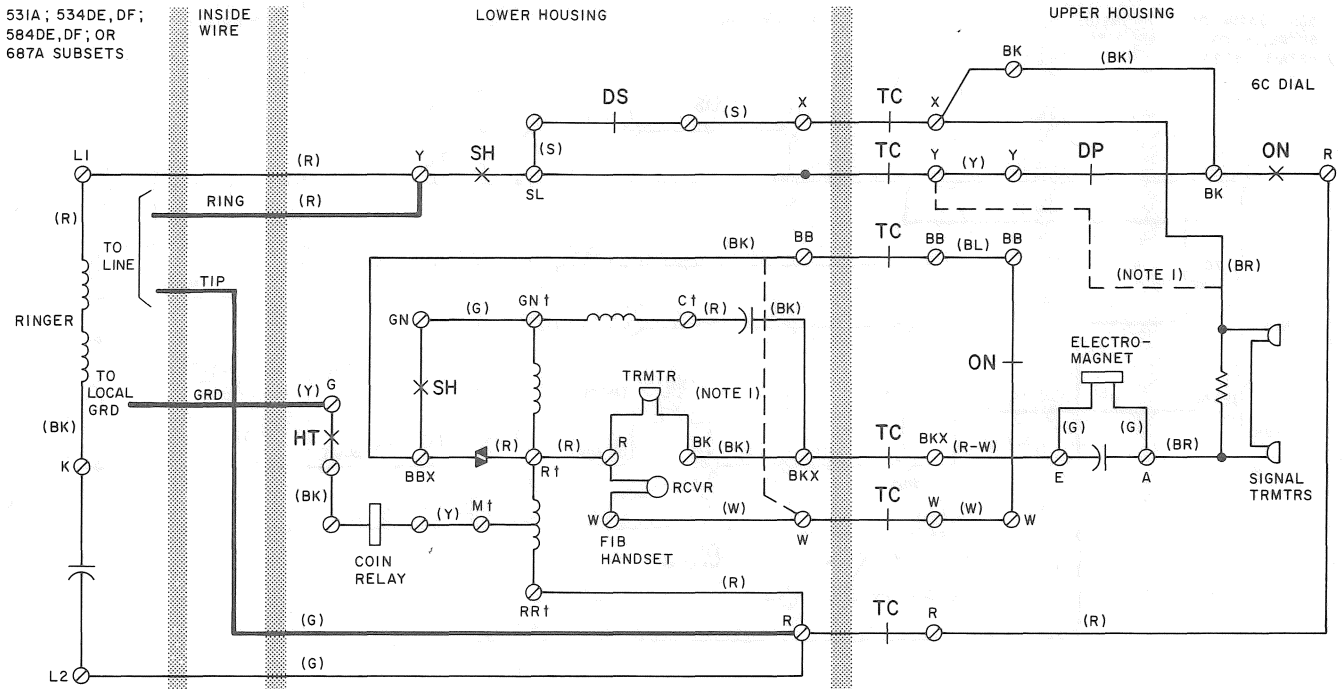 531A; 534DE, DF;
584DE, DF; OR
687A SUBSETS
INSIDE
WIRE
LOWER HOUSING
UPPER HOUSING
BK
(BK)
6C DIAL
DS
(S)
X
TC
X
(S)
L1
(R)
Y
SH
SL
TC
Y
(Y)
Y
DP
BK
ON
R
(R)
RING
(R)
TO
LINE
TIP
(BK)
BB
TC
BB
(BL)
BB
(NOTE 1)
(BR)
RINGER
GN
(G)
GN †
C †
(R)
(BK)
ON
ELECTRO-
MAGNET
TO
LOCAL
GRD
GRD
(Y)
G
SH
TRMTR
(NOTE 1)
(G)
(G)
(BK)
HT
K
BBX
(R)
R †
(R)
R
BK
(BK)
BKX
TC
BKX
(R-W)
E
A
(BR)
SIGNAL
TRMTRS
RCVR
(BK)
COIN
RELAY
(Y)
M †
W
FIB
HANDSET
(W)
W
TC
W
(W)
W
RR †
(R)
(G)
R
TC
R
(R)
L2
(G)